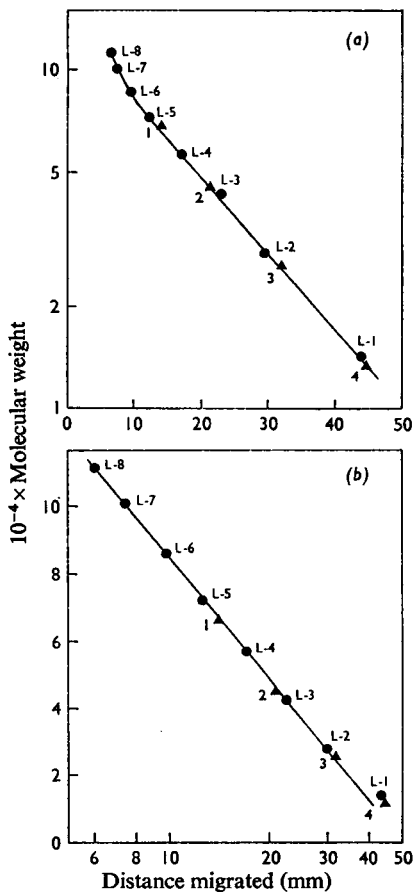 (a)
L-8
10
L-7
L-6
L-5
1
L-4
5
L-3
2
L-2
3
2
L-1
4
1
0 10 20 30 40 50
10⁻⁴ × Molecular weight
(b)
L-8
10
L-7
L-6
8
L-5
1
6
L-4
2
L-3
4
L-2
3
2
L-1
4
0
6 8 10 20 30 40 50
Distance migrated (mm)